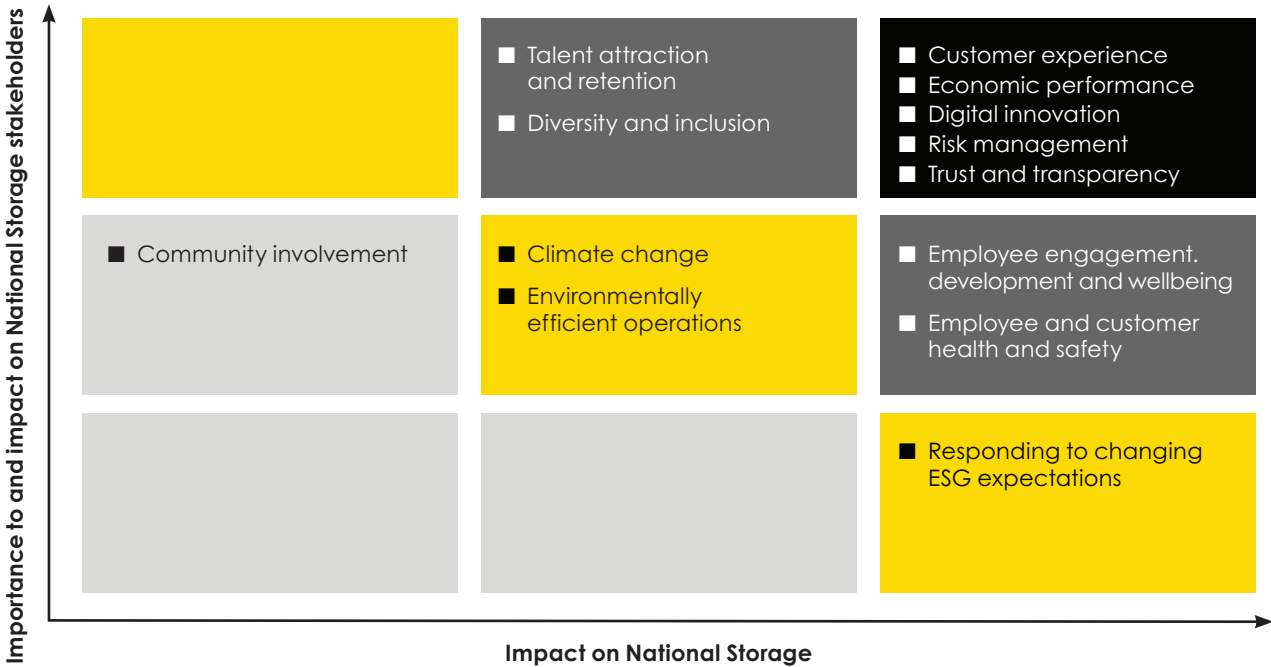 Importance to and impact on National Storage stakeholders
■ Talent attraction
and retention
■ Diversity and inclusion
■ Customer experience
■ Economic performance
■ Digital innovation
■ Risk management
■ Trust and transparency
■ Community involvement
■ Climate change
■ Environmentally
efficient operations
■ Employee engagement.
development and wellbeing
■ Employee and customer
health and safety
■ Responding to changing
ESG expectations
Impact on National Storage